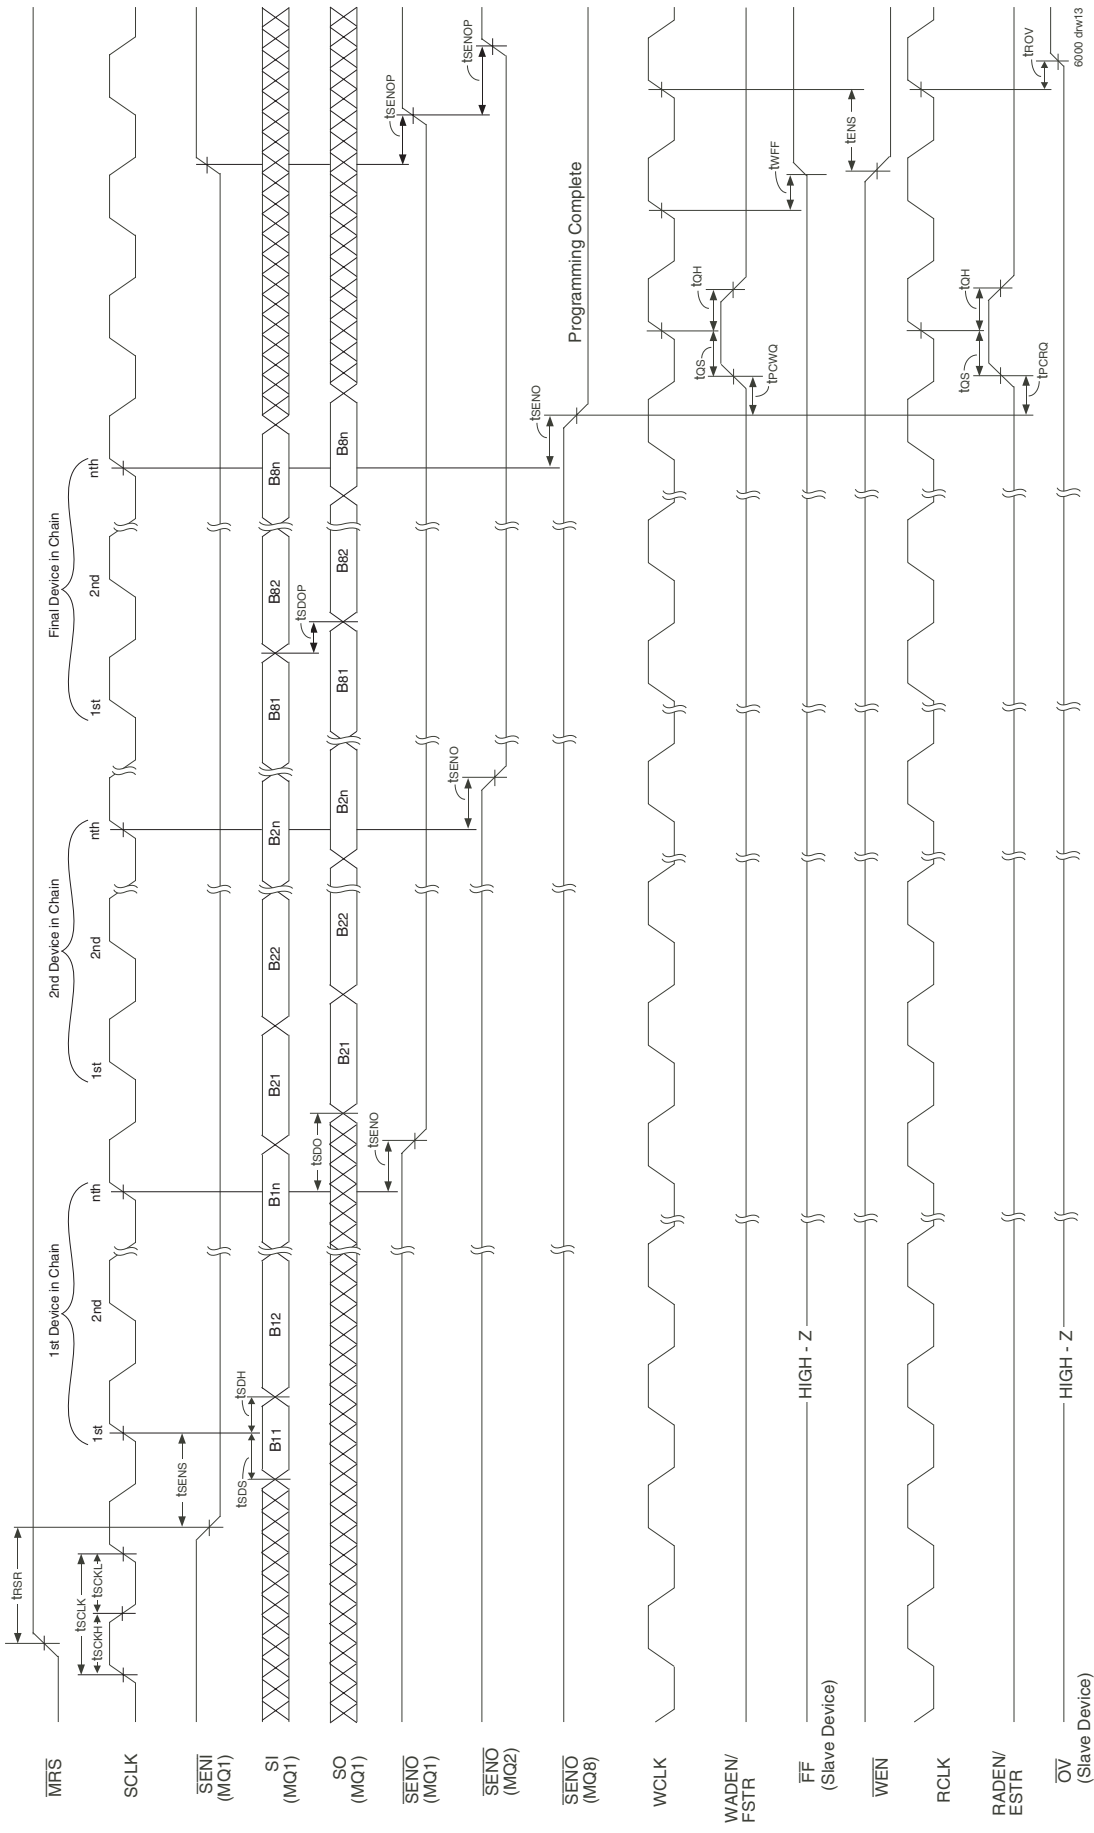 MRS
tRSR
1st Device in Chain
2nd Device in Chain
Final Device in Chain
1st
2nd
nth
1st
2nd
nth
1st
2nd
nth
SCLK
tSCLK
tSCKH
tSCKL
SENI
(MQ1)
tSENS
SI
(MQ1)
tSDS
tSDH
B11
B12
B1n
B21
B22
B2n
B81
B82
B8n
SO
(MQ1)
tSDO
B21
B22
B2n
B81
tSDOP
B82
B8n
SENO
(MQ1)
tSENO
tSENOP
SENO
(MQ2)
tSENO
tSENOP
SENO
(MQ8)
tSENO
Programming Complete
WCLK
WADEN/
FSTR
tPCWQ
tQS
tQH
FF
(Slave Device)
HIGH - Z
tWFF
WEN
tENS
RCLK
RADEN/
ESTR
tPCRQ
tQS
tQH
OV
(Slave Device)
HIGH - Z
tROV
6000 drw13